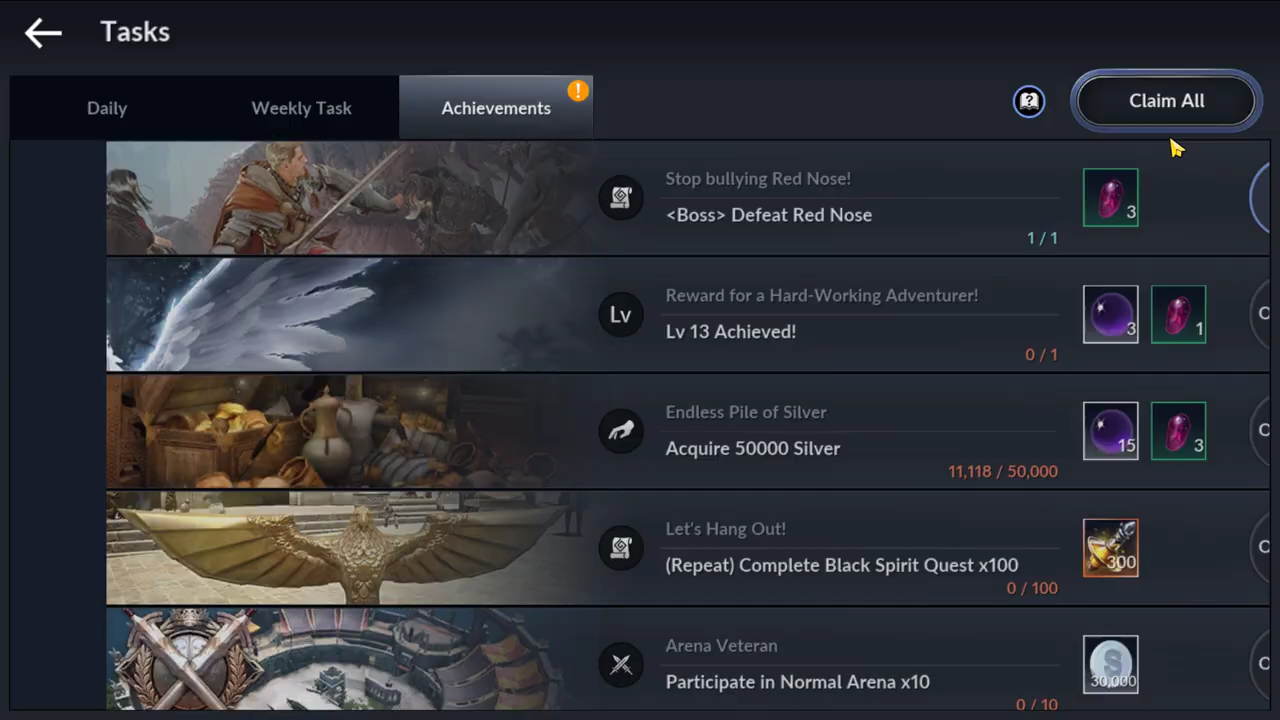 Tasks
Daily
Weekly Task
Achievements
!
?
Claim All
Stop bullying Red Nose!
<Boss> Defeat Red Nose
1 / 1
3
Reward for a Hard-Working Adventurer!
Lv
Lv 13 Achieved!
0 / 1
3
1
Endless Pile of Silver
Acquire 50000 Silver
11,118 / 50,000
15
3
Let's Hang Out!
(Repeat) Complete Black Spirit Quest x100
0 / 100
300
Arena Veteran
Participate in Normal Arena x10
0 / 10
S
30,000